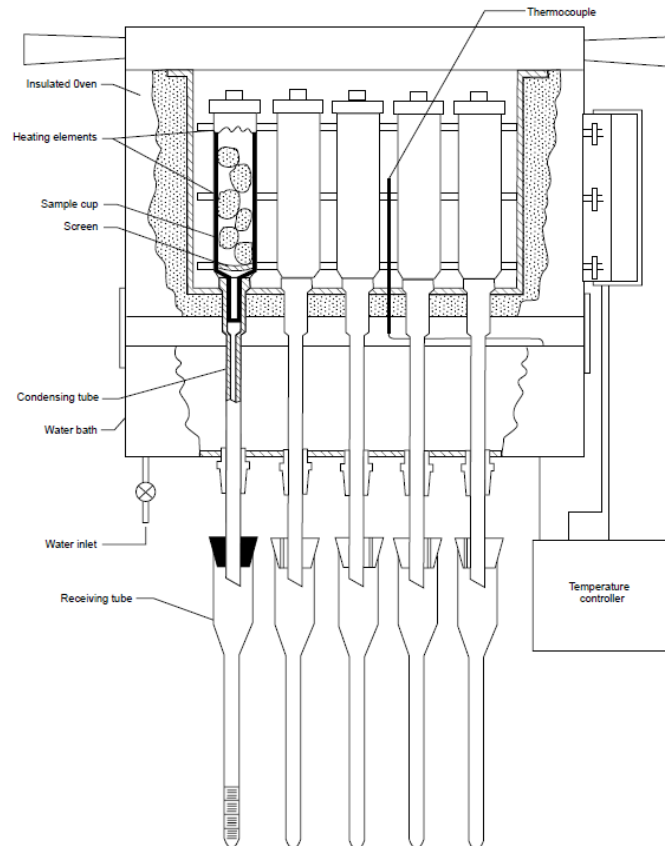 Thermocouple
Insulated 0ven
Heating elements
Sample cup
Screen
Condensing tube
Water bath
Water inlet
Temperature
controller
Receiving tube